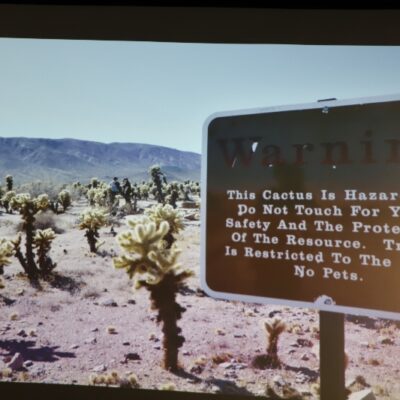 Warnin
This Cactus Is Hazar
Do Not Touch For Y
Safety And The Prote
Of The Resource. Tr
Is Restricted To The
No Pets.